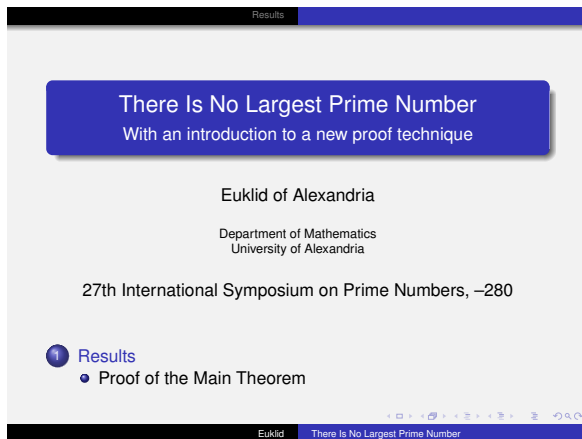 Results
There Is No Largest Prime Number
With an introduction to a new proof technique
Euklid of Alexandria
Department of Mathematics
University of Alexandria
27th International Symposium on Prime Numbers, –280
1 Results
Proof of the Main Theorem
Euklid There Is No Largest Prime Number